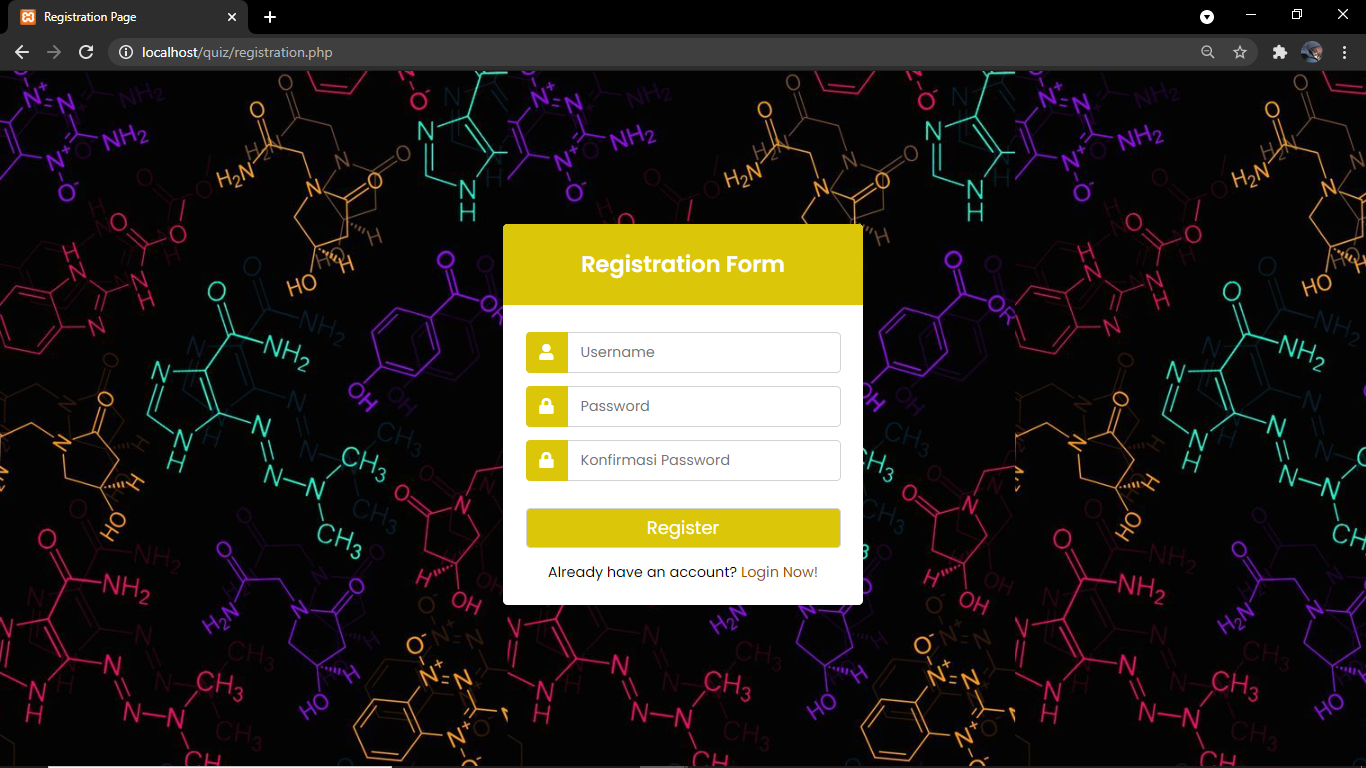 Registration Page
localhost/quiz/registration.php
Registration Form
Username
Password
Konfirmasi Password
Register
Already have an account? Login Now!